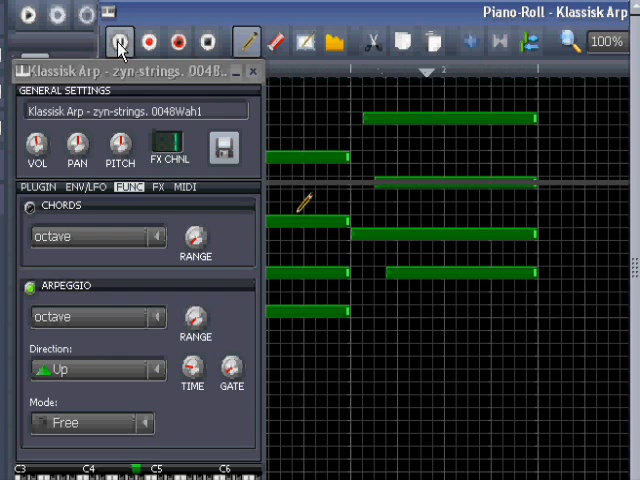 Piano-Roll - Klassisk Arp
100%
Klassisk Arp - zyn-strings. 0048..
2
GENERAL SETTINGS
Klassisk Arp - zyn-strings. 0048Wah1
1
VOL PAN PITCH FX CHNL
PLUGIN ENV/LFO FUNC FX MIDI
CHORDS
octave
RANGE
ARPEGGIO
octave
RANGE
Direction:
Up
TIME GATE
Mode:
Free
C3 C4 C5 C6